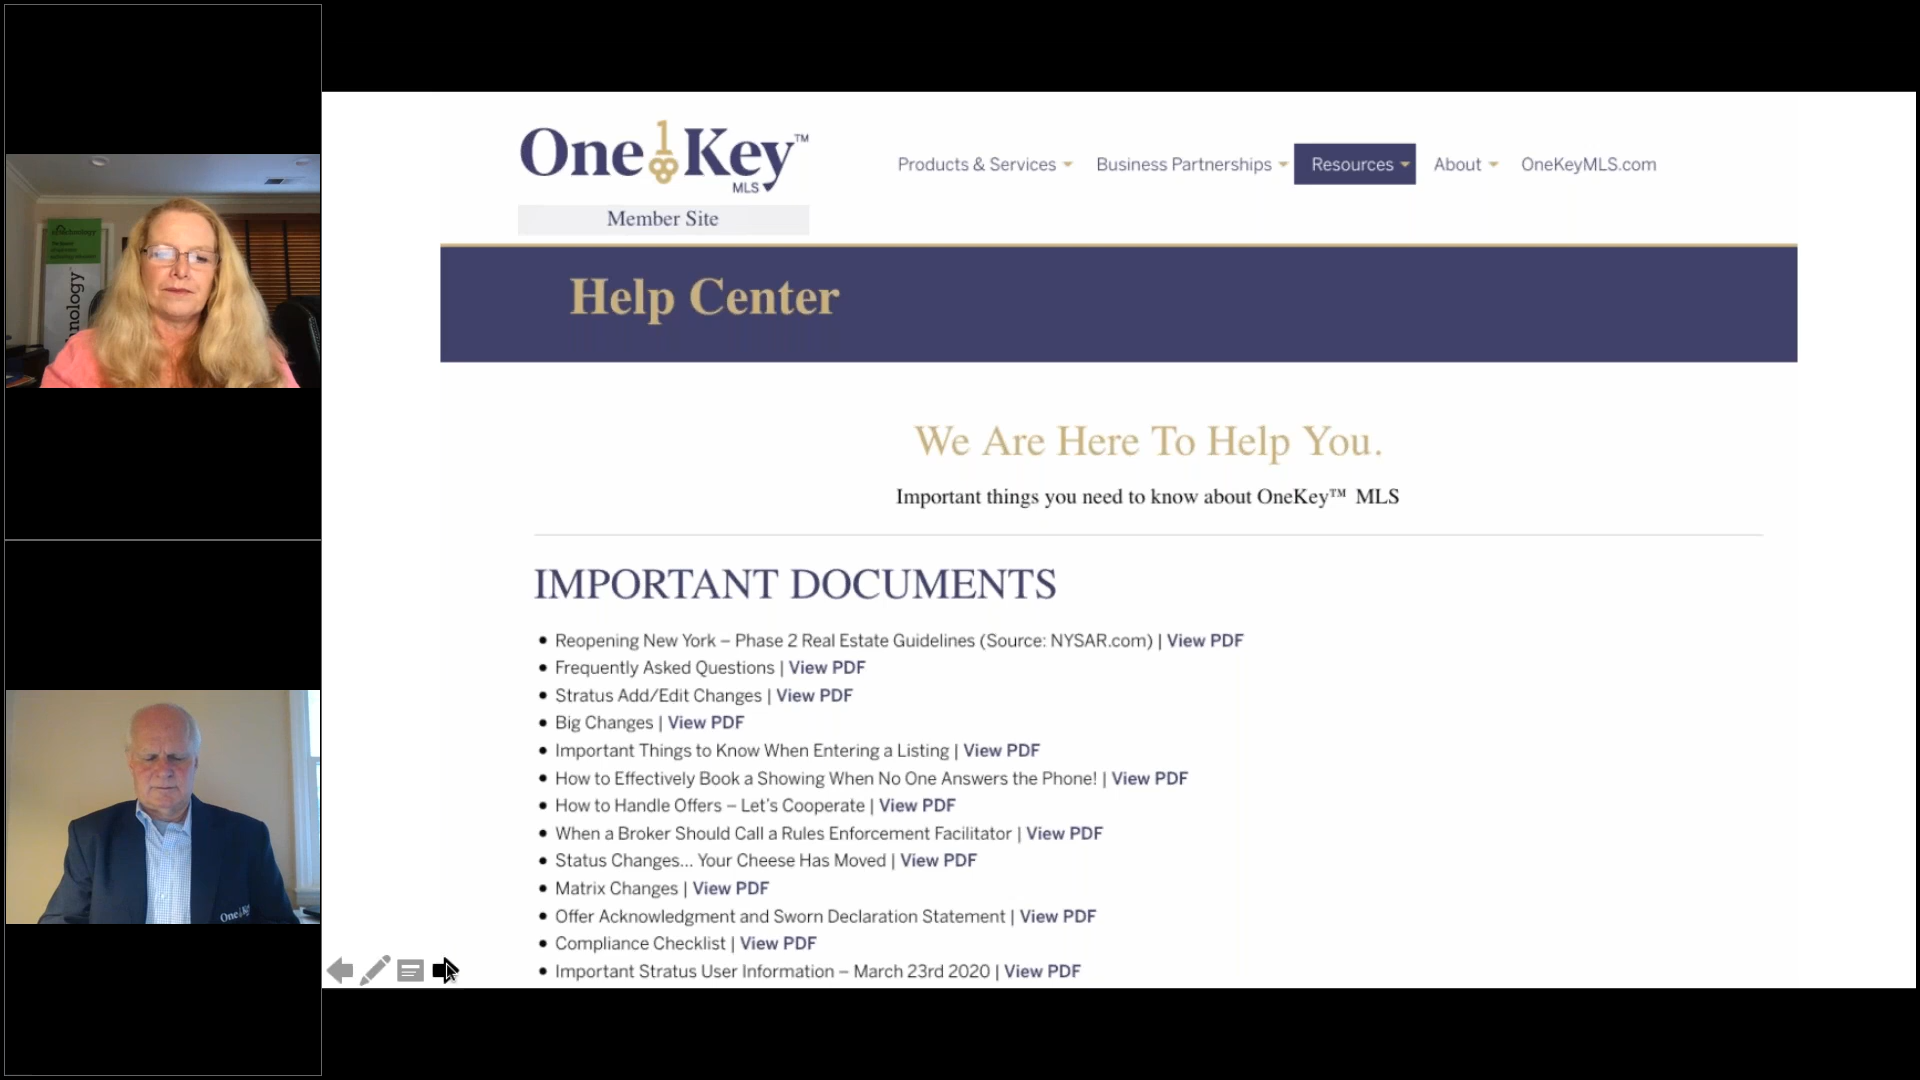 One Key™
MLS
Member Site
Products & Services
Business Partnerships
Resources
About
OneKeyMLS.com
Help Center
We Are Here To Help You.
Important things you need to know about OneKey™ MLS
IMPORTANT DOCUMENTS
• Reopening New York – Phase 2 Real Estate Guidelines (Source: NYSAR.com) | View PDF
• Frequently Asked Questions | View PDF
• Stratus Add/Edit Changes | View PDF
• Big Changes | View PDF
• Important Things to Know When Entering a Listing | View PDF
• How to Effectively Book a Showing When No One Answers the Phone! | View PDF
• How to Handle Offers – Let's Cooperate | View PDF
• When a Broker Should Call a Rules Enforcement Facilitator | View PDF
• Status Changes... Your Cheese Has Moved | View PDF
• Matrix Changes | View PDF
• Offer Acknowledgment and Sworn Declaration Statement | View PDF
• Compliance Checklist | View PDF
• Important Stratus User Information – March 23rd 2020 | View PDF
nology
One